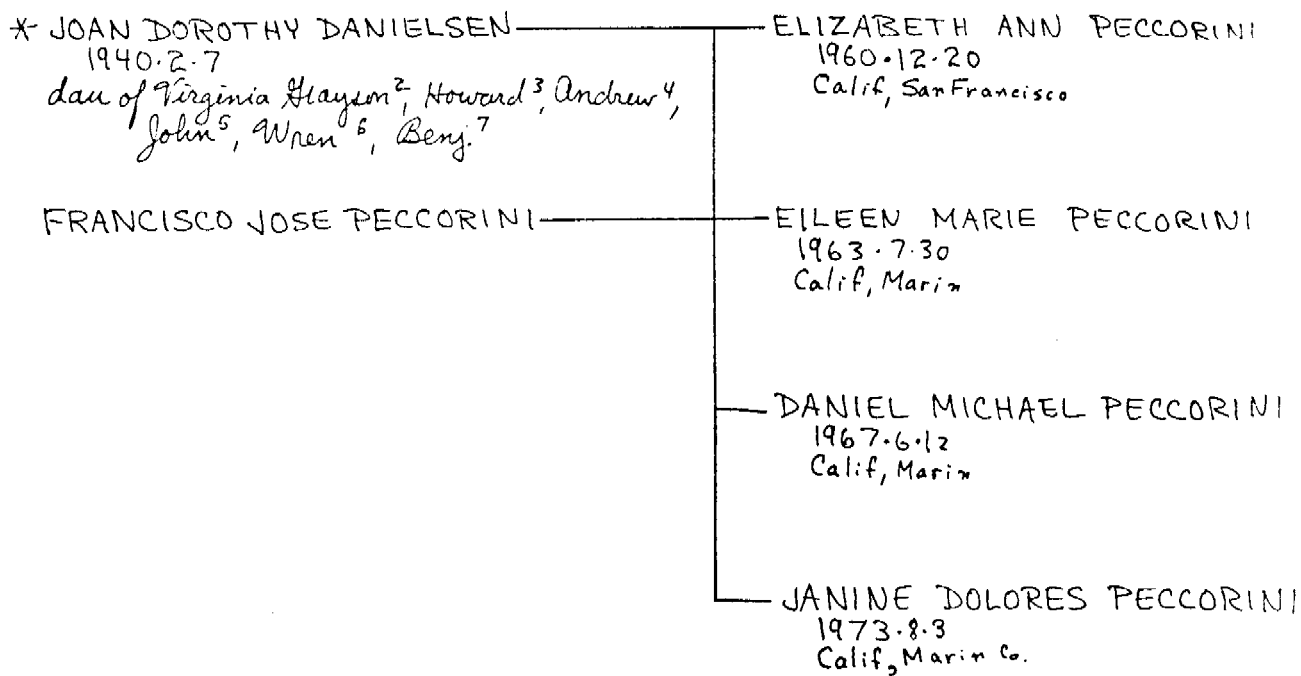 * JOAN DOROTHY DANIELSEN
1940·2·7
dau of Virginia Grayson², Howard³, Andrew⁴,
John⁵, Wren⁶, Benj.⁷
FRANCISCO JOSE PECCORINI
ELIZABETH ANN PECCORINI
1960·12·20
Calif, San Francisco
EILEEN MARIE PECCORINI
1963·7·30
Calif, Marin
DANIEL MICHAEL PECCORINI
1967·6·12
Calif, Marin
JANINE DOLORES PECCORINI
1973·8·3
Calif, Marin Co.